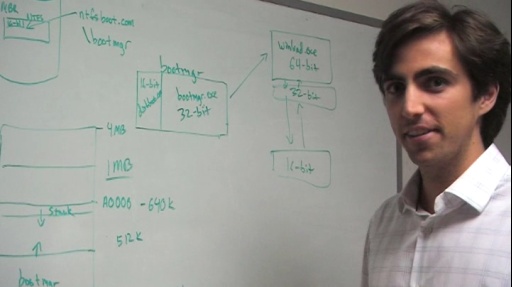 MBR NTFS
ntfsboot.com
\bootmgr
bootmgr
16-bit
bootmgr.exe
32-bit
winload.exe
64-bit
32-bit
16-bit
4MB
1MB
Stack
A0000 - 640k
512k
bootmgr